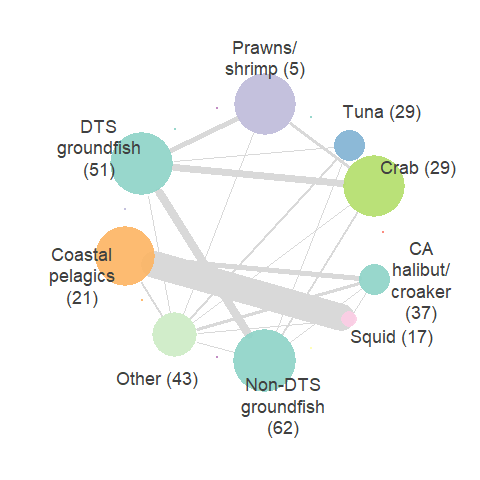 Prawns/
shrimp (5)
Tuna (29)
DTS
groundfish
(51)
Crab (29)
Coastal
pelagics
(21)
CA
halibut/
croaker
(37)
Squid (17)
Other (43)
Non-DTS
groundfish
(62)